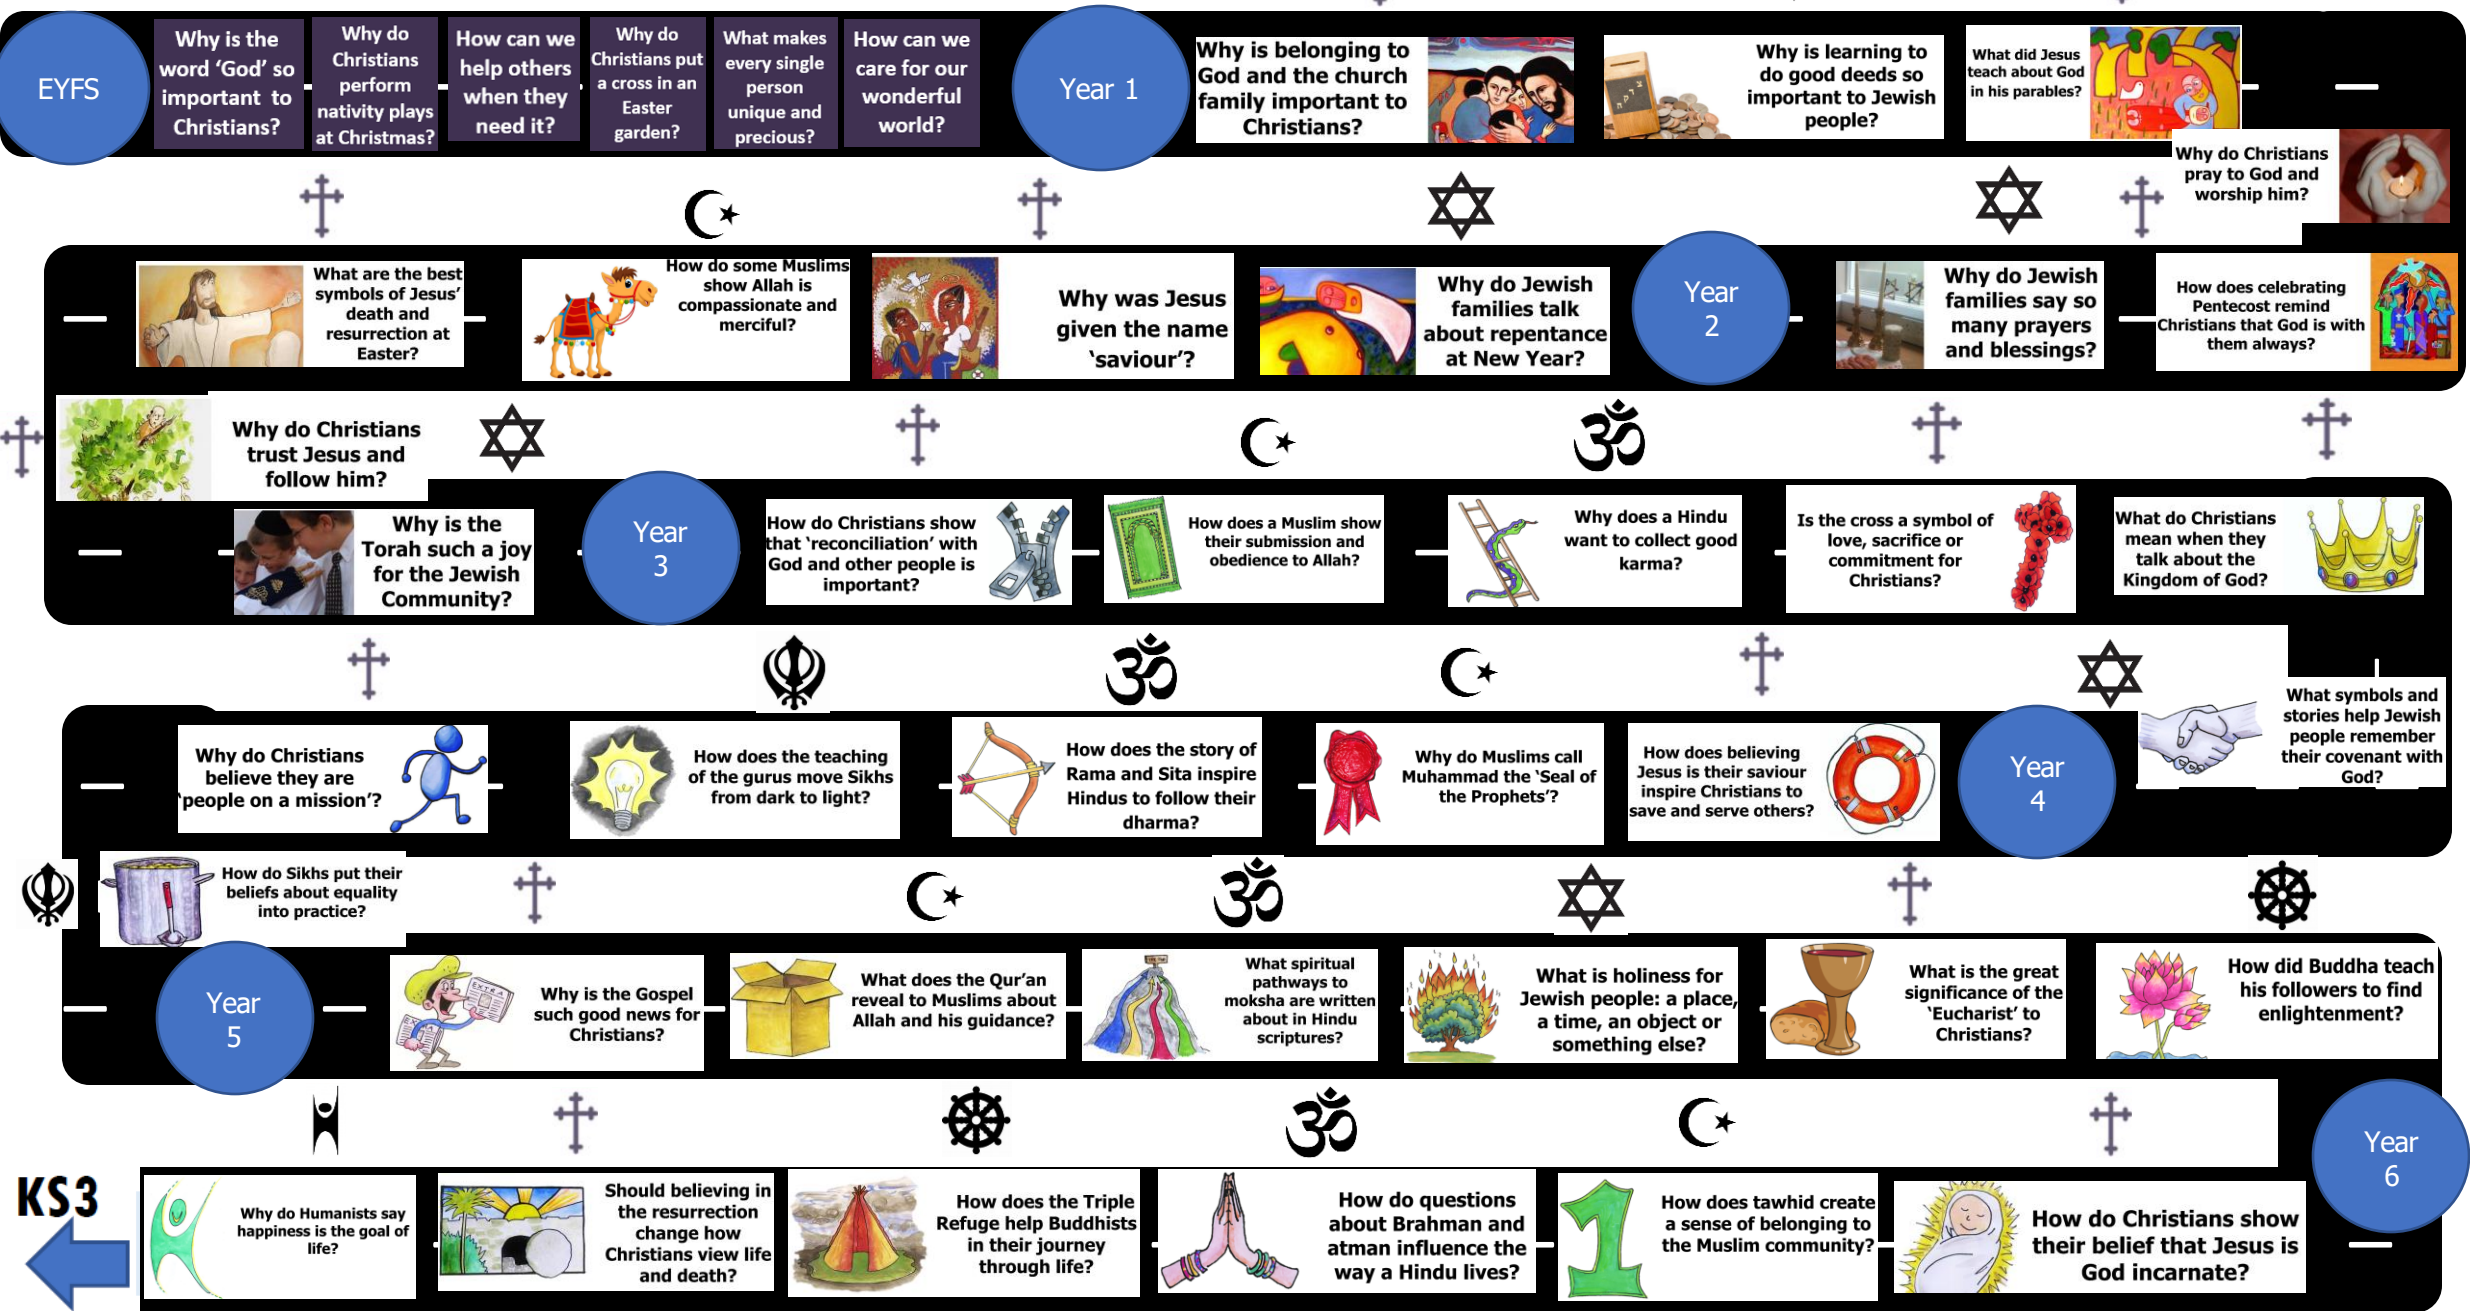 EYFS
Why is the
word ‘God’ so
important to
Christians?
Why do
Christians
perform
nativity plays
at Christmas?
How can we
help others
when they
need it?
Why do
Christians put
a cross in an
Easter
garden?
What makes
every single
person
unique and
precious?
How can we
care for our
wonderful
world?
Year 1
Why is belonging to
God and the church
family important to
Christians?
Why is learning to
do good deeds so
important to Jewish
people?
What did Jesus
teach about God
in his parables?
Why do Christians
pray to God and
worship him?
What are the best
symbols of Jesus’
death and
resurrection at
Easter?
How do some Muslims
show Allah is
compassionate and
merciful?
Why was Jesus
given the name
‘saviour’?
Why do Jewish
families talk
about repentance
at New Year?
Year
2
Why do Jewish
families say so
many prayers
and blessings?
How does celebrating
Pentecost remind
Christians that God is with
them always?
Why do Christians
trust Jesus and
follow him?
Why is the
Torah such a joy
for the Jewish
Community?
Year
3
How do Christians show
that ‘reconciliation’ with
God and other people is
important?
How does a Muslim show
their submission and
obedience to Allah?
Why does a Hindu
want to collect good
karma?
Is the cross a symbol of
love, sacrifice or
commitment for
Christians?
What do Christians
mean when they
talk about the
Kingdom of God?
What symbols and
stories help Jewish
people remember
their covenant with
God?
Why do Christians
believe they are
‘people on a mission’?
How does the teaching
of the gurus move Sikhs
from dark to light?
How does the story of
Rama and Sita inspire
Hindus to follow their
dharma?
Why do Muslims call
Muhammad the ‘Seal of
the Prophets’?
How does believing
Jesus is their saviour
inspire Christians to
save and serve others?
Year
4
How do Sikhs put their
beliefs about equality
into practice?
Year
5
EXTRA
Why is the Gospel
such good news for
Christians?
What does the Qur’an
reveal to Muslims about
Allah and his guidance?
What spiritual
pathways to
moksha are written
about in Hindu
scriptures?
What is holiness for
Jewish people: a place,
a time, an object or
something else?
What is the great
significance of the
‘Eucharist’ to
Christians?
How did Buddha teach
his followers to find
enlightenment?
Year
6
KS3
Why do Humanists say
happiness is the goal of
life?
Should believing in
the resurrection
change how
Christians view life
and death?
How does the Triple
Refuge help Buddhists
in their journey
through life?
How do questions
about Brahman and
atman influence the
way a Hindu lives?
1
How does tawhid create
a sense of belonging to
the Muslim community?
How do Christians show
their belief that Jesus is
God incarnate?